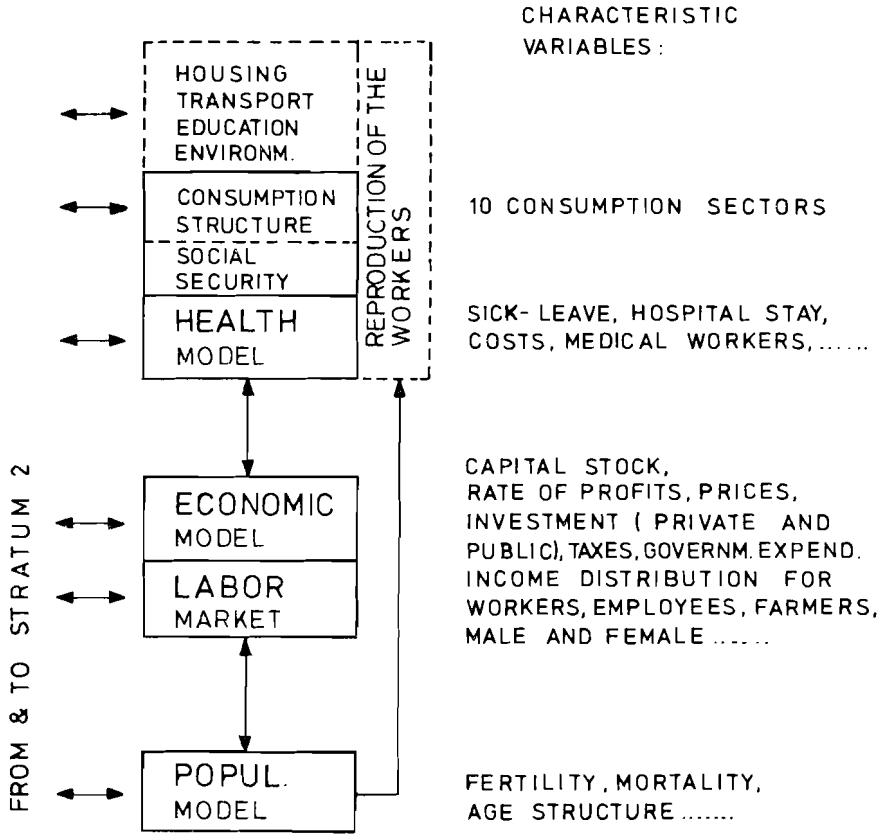 CHARACTERISTIC
VARIABLES:
HOUSING
TRANSPORT
EDUCATION
ENVIRONM.
REPRODUCTION OF THE
WORKERS
CONSUMPTION
STRUCTURE
10 CONSUMPTION SECTORS
SOCIAL
SECURITY
HEALTH
MODEL
SICK-LEAVE, HOSPITAL STAY,
COSTS, MEDICAL WORKERS,......
FROM & TO STRATUM 2
ECONOMIC
MODEL
CAPITAL STOCK,
RATE OF PROFITS, PRICES,
INVESTMENT ( PRIVATE AND
PUBLIC), TAXES, GOVERNM. EXPEND.
LABOR
MARKET
INCOME DISTRIBUTION FOR
WORKERS, EMPLOYEES, FARMERS,
MALE AND FEMALE ......
POPUL.
MODEL
FERTILITY, MORTALITY,
AGE STRUCTURE .......